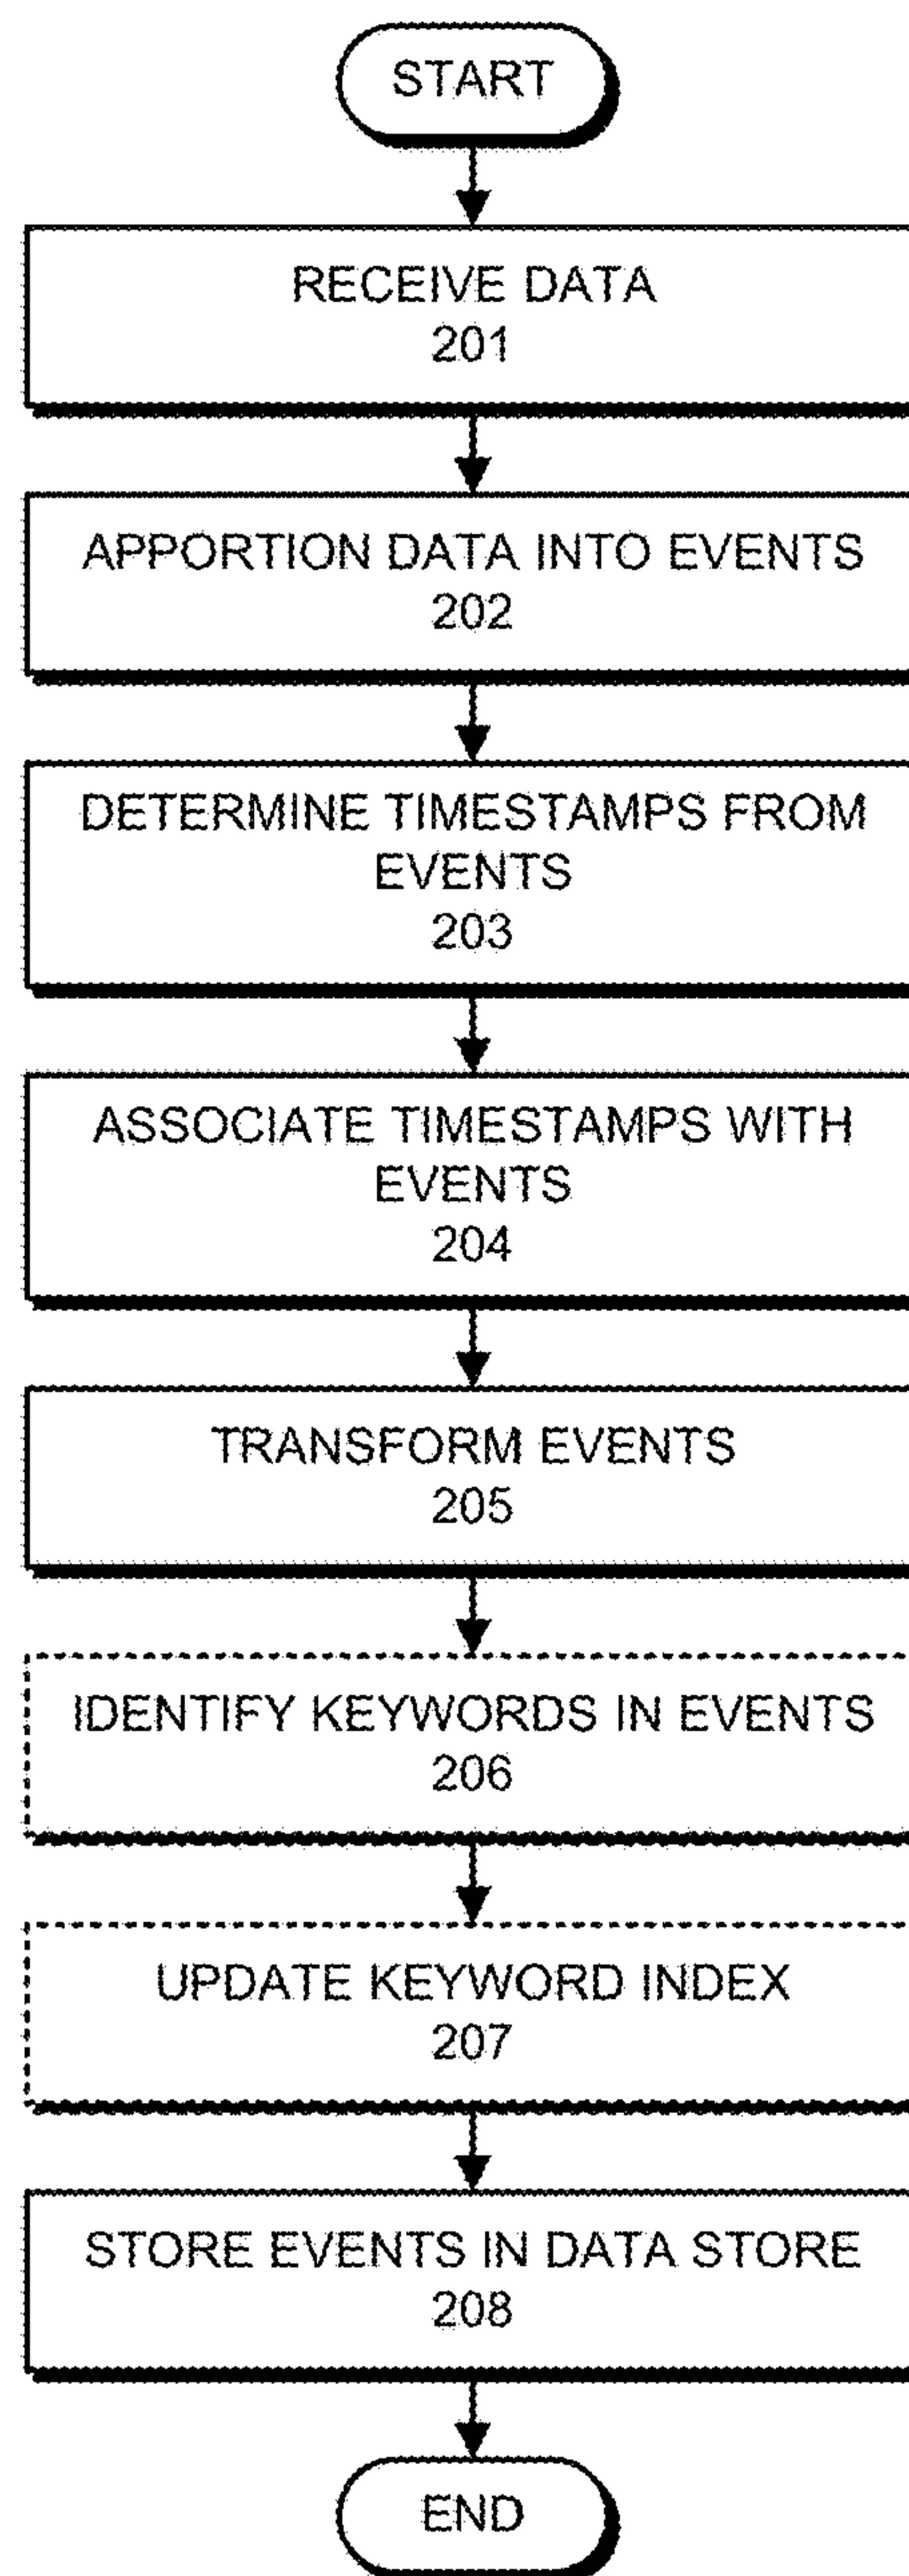 START
RECEIVE DATA
201
APPORTION DATA INTO EVENTS
202
DETERMINE TIMESTAMPS FROM
EVENTS
203
ASSOCIATE TIMESTAMPS WITH
EVENTS
204
TRANSFORM EVENTS
205
IDENTIFY KEYWORDS IN EVENTS
206
UPDATE KEYWORD INDEX
207
STORE EVENTS IN DATA STORE
208
END